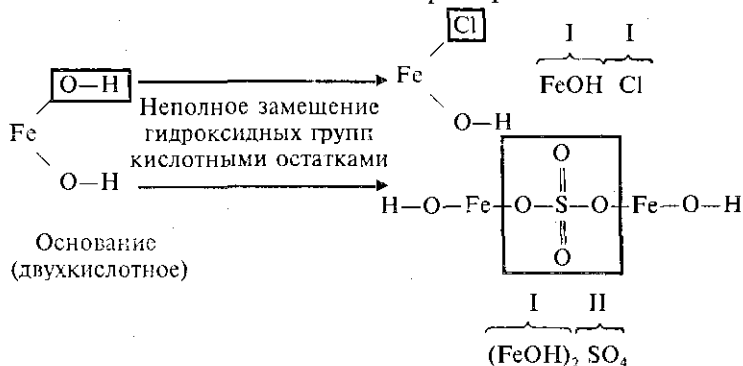 Cl
I I
Fe
FeOH Cl
O—H
Неполное замещение
гидроксидных групп
кислотными остатками
Fe
O—H
O—H
O
H—O—Fe—O—S—O—Fe—O—H
O
Основание
(двухкислотное)
I II
(FeOH)₂ SO₄